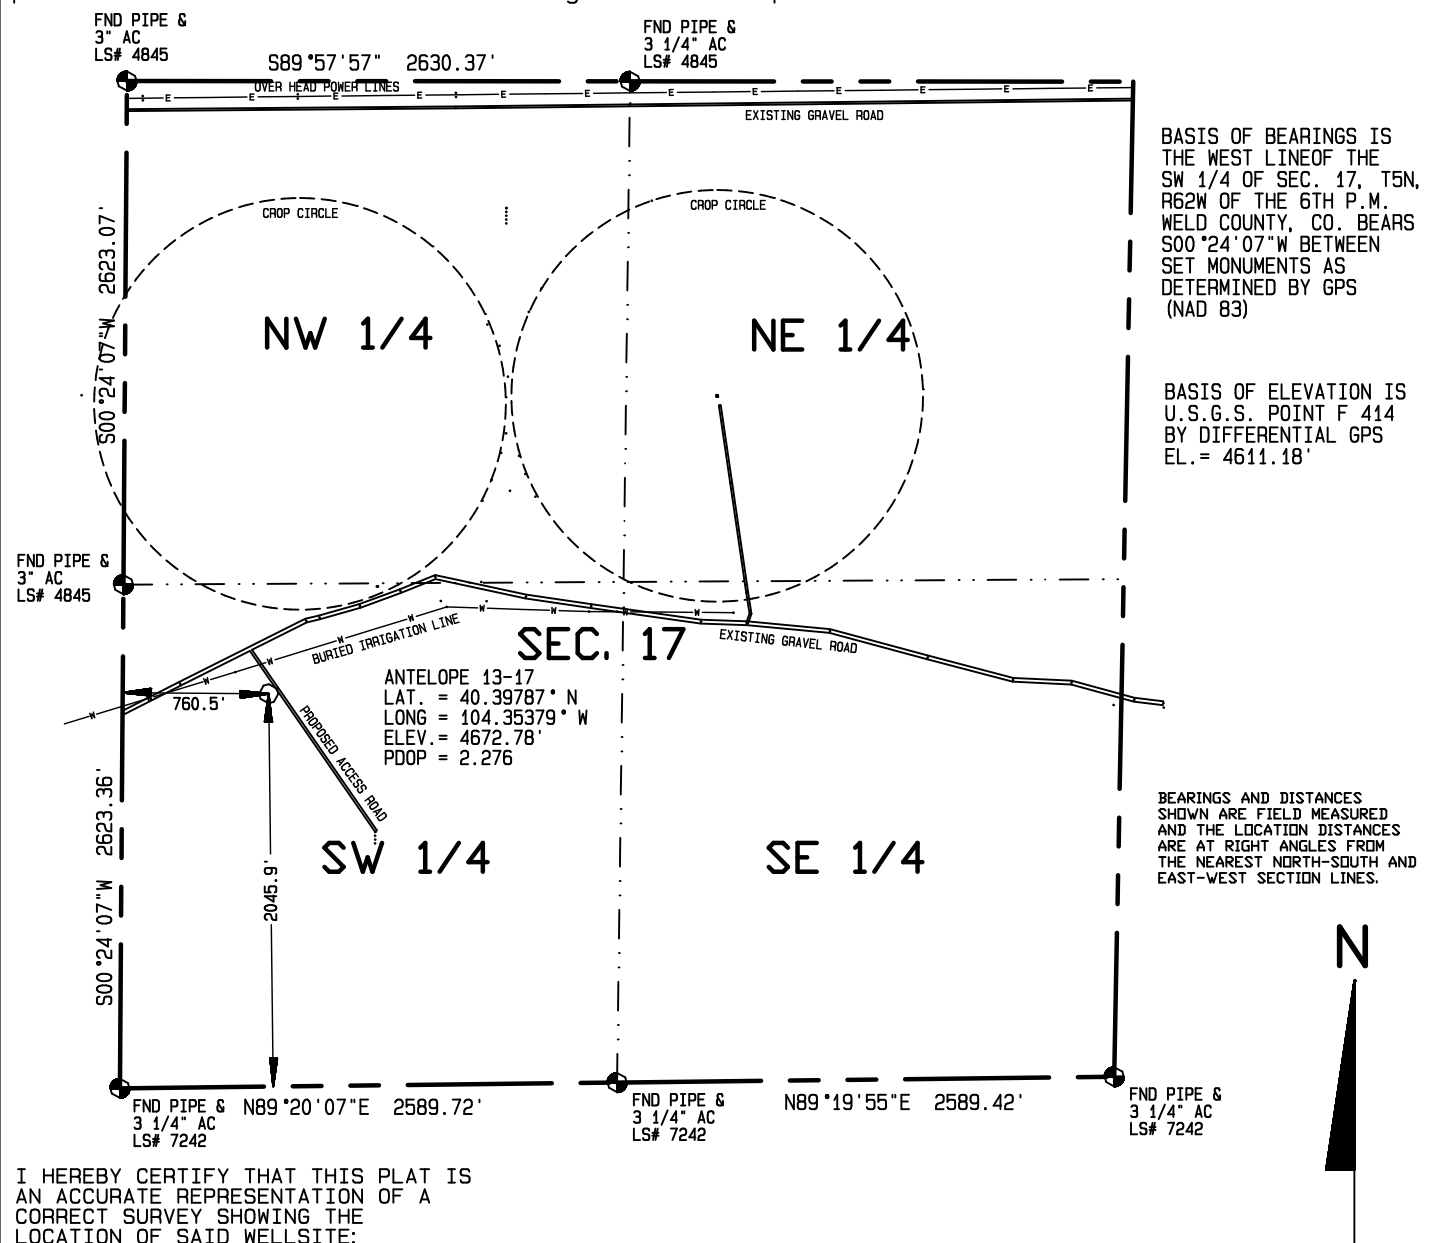 FND PIPE &
3" AC
LS# 4845
FND PIPE &
3 1/4" AC
LS# 4845
S89°57'57" 2630.37'
OVER HEAD POWER LINES
E E E E E E E E E E E E
EXISTING GRAVEL ROAD
BASIS OF BEARINGS IS
THE WEST LINEOF THE
SW 1/4 OF SEC. 17, T5N,
R62W OF THE 6TH P.M.
WELD COUNTY, CO. BEARS
S00°24'07"W BETWEEN
SET MONUMENTS AS
DETERMINED BY GPS
(NAD 83)
CROP CIRCLE
CROP CIRCLE
S00°24'07"W 2623.07'
NW 1/4
NE 1/4
BASIS OF ELEVATION IS
U.S.G.S. POINT F 414
BY DIFFERENTIAL GPS
EL.= 4611.18'
FND PIPE &
3" AC
LS# 4845
W W W W W W W W
BURIED IRRIGATION LINE
SEC. 17
EXISTING GRAVEL ROAD
760.5'
ANTELOPE 13-17
LAT. = 40.39787° N
LONG = 104.35379° W
ELEV.= 4672.78'
PDOP = 2.276
PROPOSED ACCESS ROAD
S00°24'07"W 2623.36'
2045.9'
SW 1/4
SE 1/4
BEARINGS AND DISTANCES
SHOWN ARE FIELD MEASURED
AND THE LOCATION DISTANCES
ARE AT RIGHT ANGLES FROM
THE NEAREST NORTH-SOUTH AND
EAST-WEST SECTION LINES.
N
FND PIPE &
3 1/4" AC
LS# 7242
N89°20'07"E 2589.72'
FND PIPE &
3 1/4" AC
LS# 7242
N89°19'55"E 2589.42'
FND PIPE &
3 1/4" AC
LS# 7242
I HEREBY CERTIFY THAT THIS PLAT IS
AN ACCURATE REPRESENTATION OF A
CORRECT SURVEY SHOWING THE
LOCATION OF SAID WELLSITE: